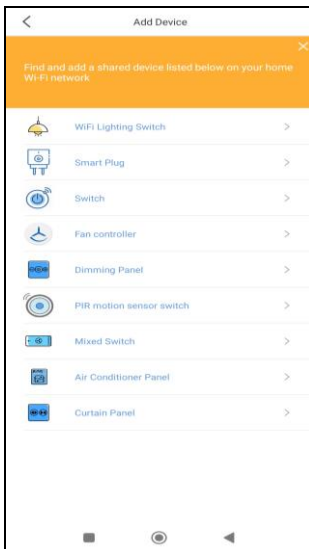 Add Device
Find and add a shared device listed below on your home
Wi-Fi network
WiFi Lighting Switch
Smart Plug
Switch
Fan controller
Dimming Panel
PIR motion sensor switch
Mixed Switch
Air Conditioner Panel
Curtain Panel